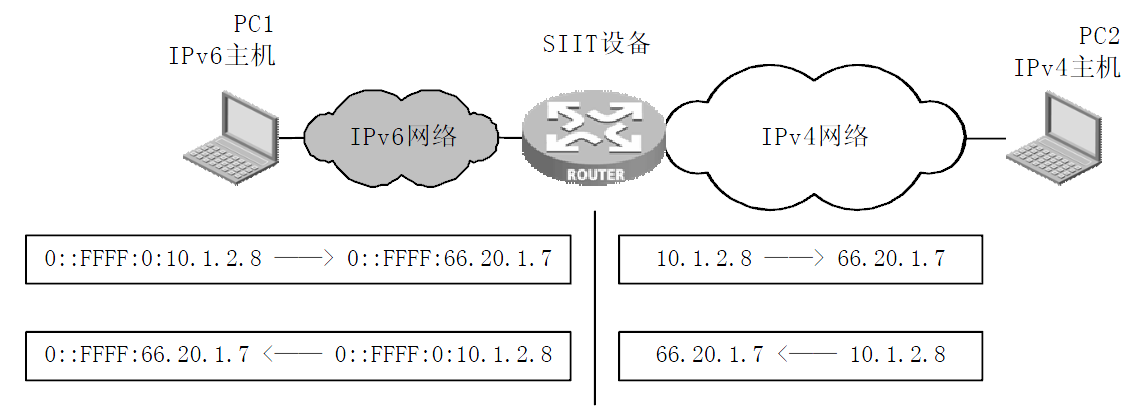 PC1
IPv6主机
SIIT设备
PC2
IPv4主机
IPv6网络
ROUTER
IPv4网络
0::FFFF:0:10.1.2.8 ——> 0::FFFF:66.20.1.7
10.1.2.8 ——> 66.20.1.7
0::FFFF:66.20.1.7 <—— 0::FFFF:0:10.1.2.8
66.20.1.7 <—— 10.1.2.8